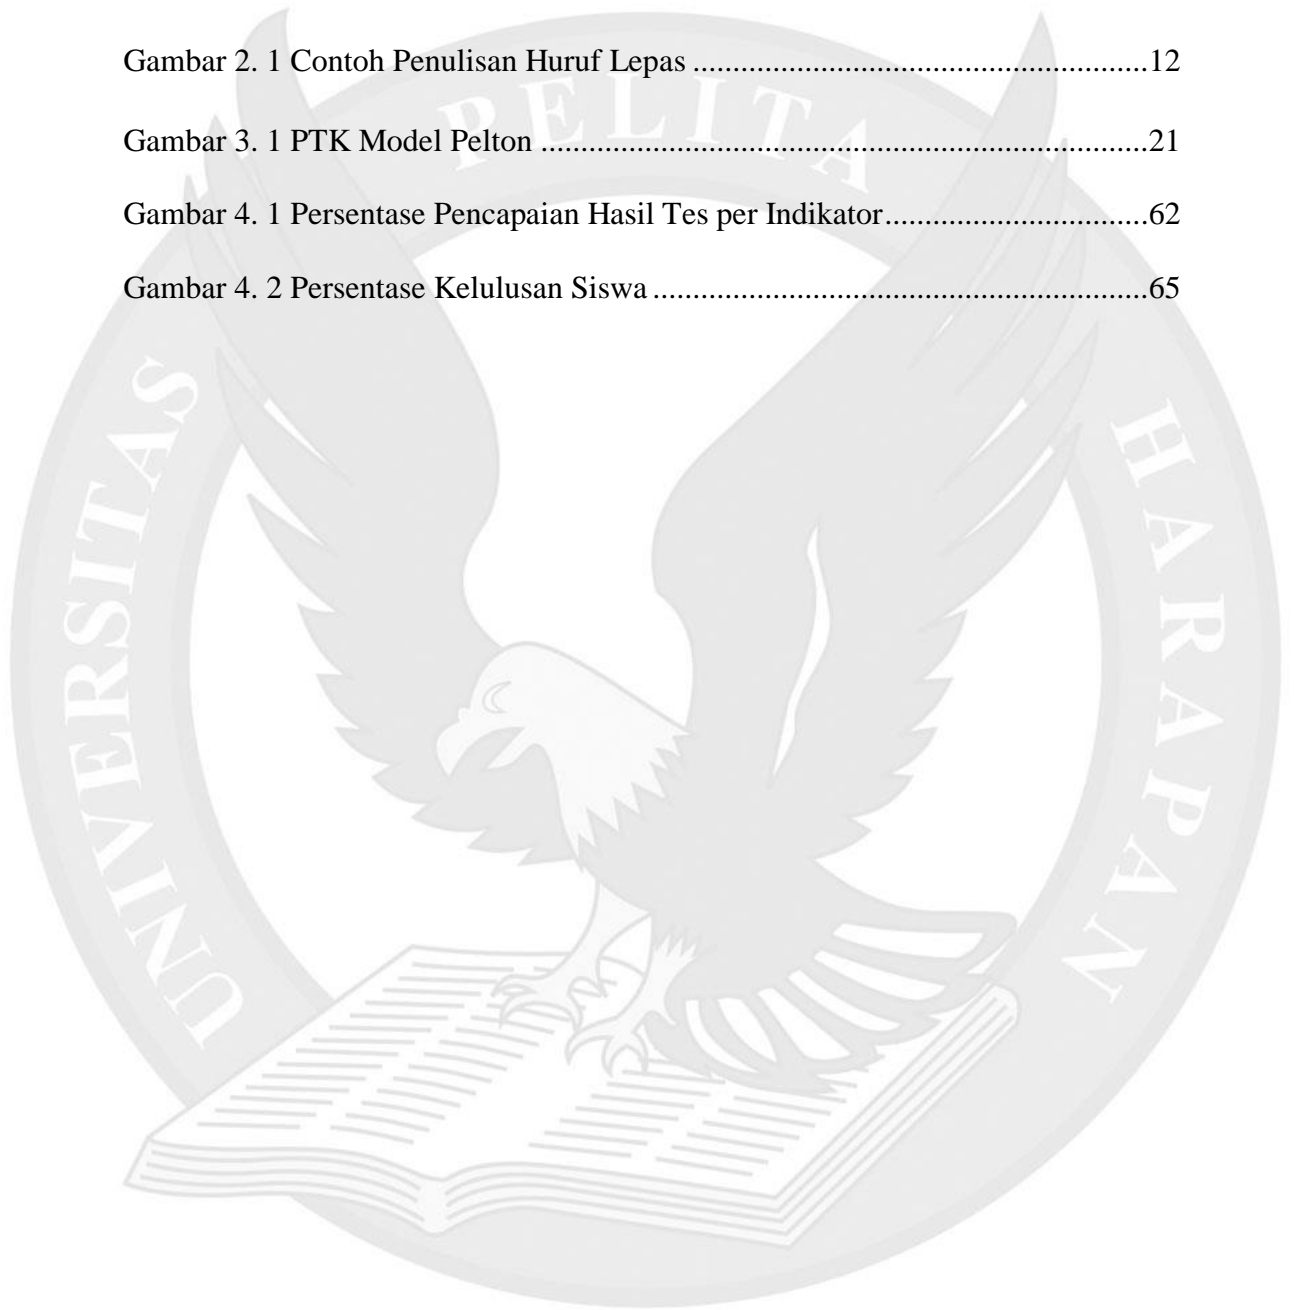 Gambar 2. 1 Contoh Penulisan Huruf Lepas .........................................................12
Gambar 3. 1 PTK Model Pelton ............................................................................21
Gambar 4. 1 Persentase Pencapaian Hasil Tes per Indikator.................................62
Gambar 4. 2 Persentase Kelulusan Siswa ..............................................................65
UNIVERSITAS PELITA HARAPAN